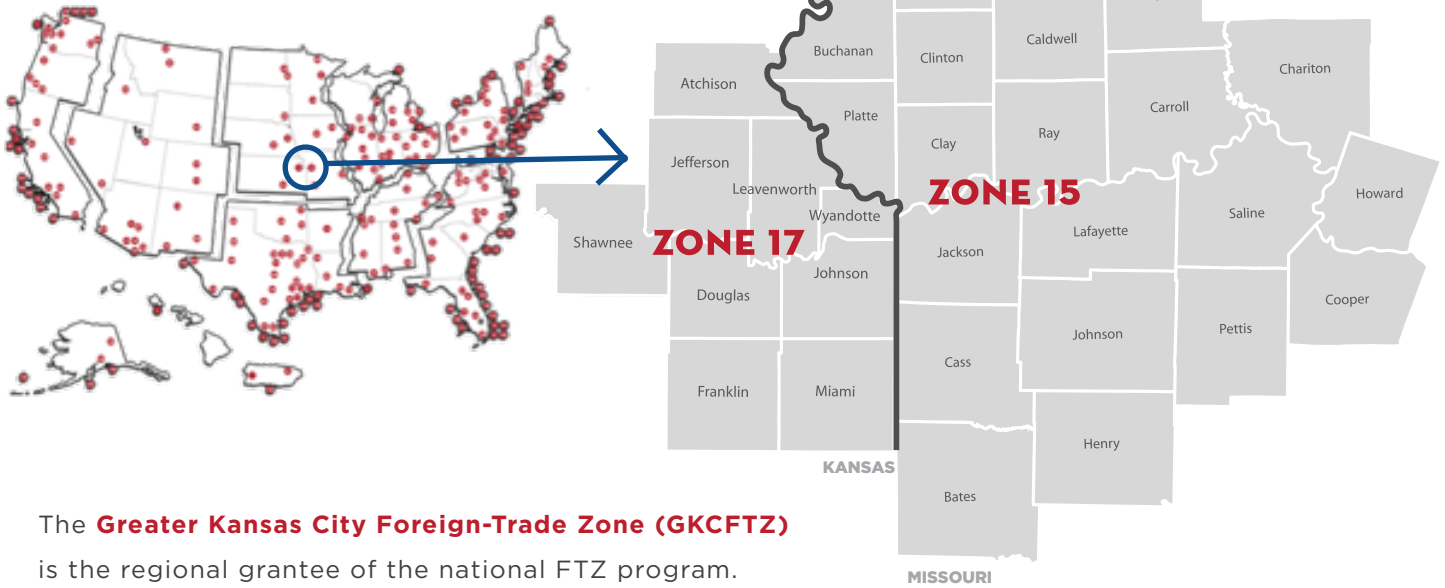 Buchanan
Clinton
Caldwell
Chariton
Atchison
Platte
Carroll
Clay
Ray
Jefferson
Leavenworth
Howard
ZONE 15
Wyandotte
Saline
Lafayette
Shawnee
ZONE 17
Jackson
Johnson
Douglas
Cooper
Johnson
Pettis
Cass
Franklin
Miami
Henry
KANSAS
Bates
The Greater Kansas City Foreign-Trade Zone (GKCFTZ)
is the regional grantee of the national FTZ program.
MISSOURI